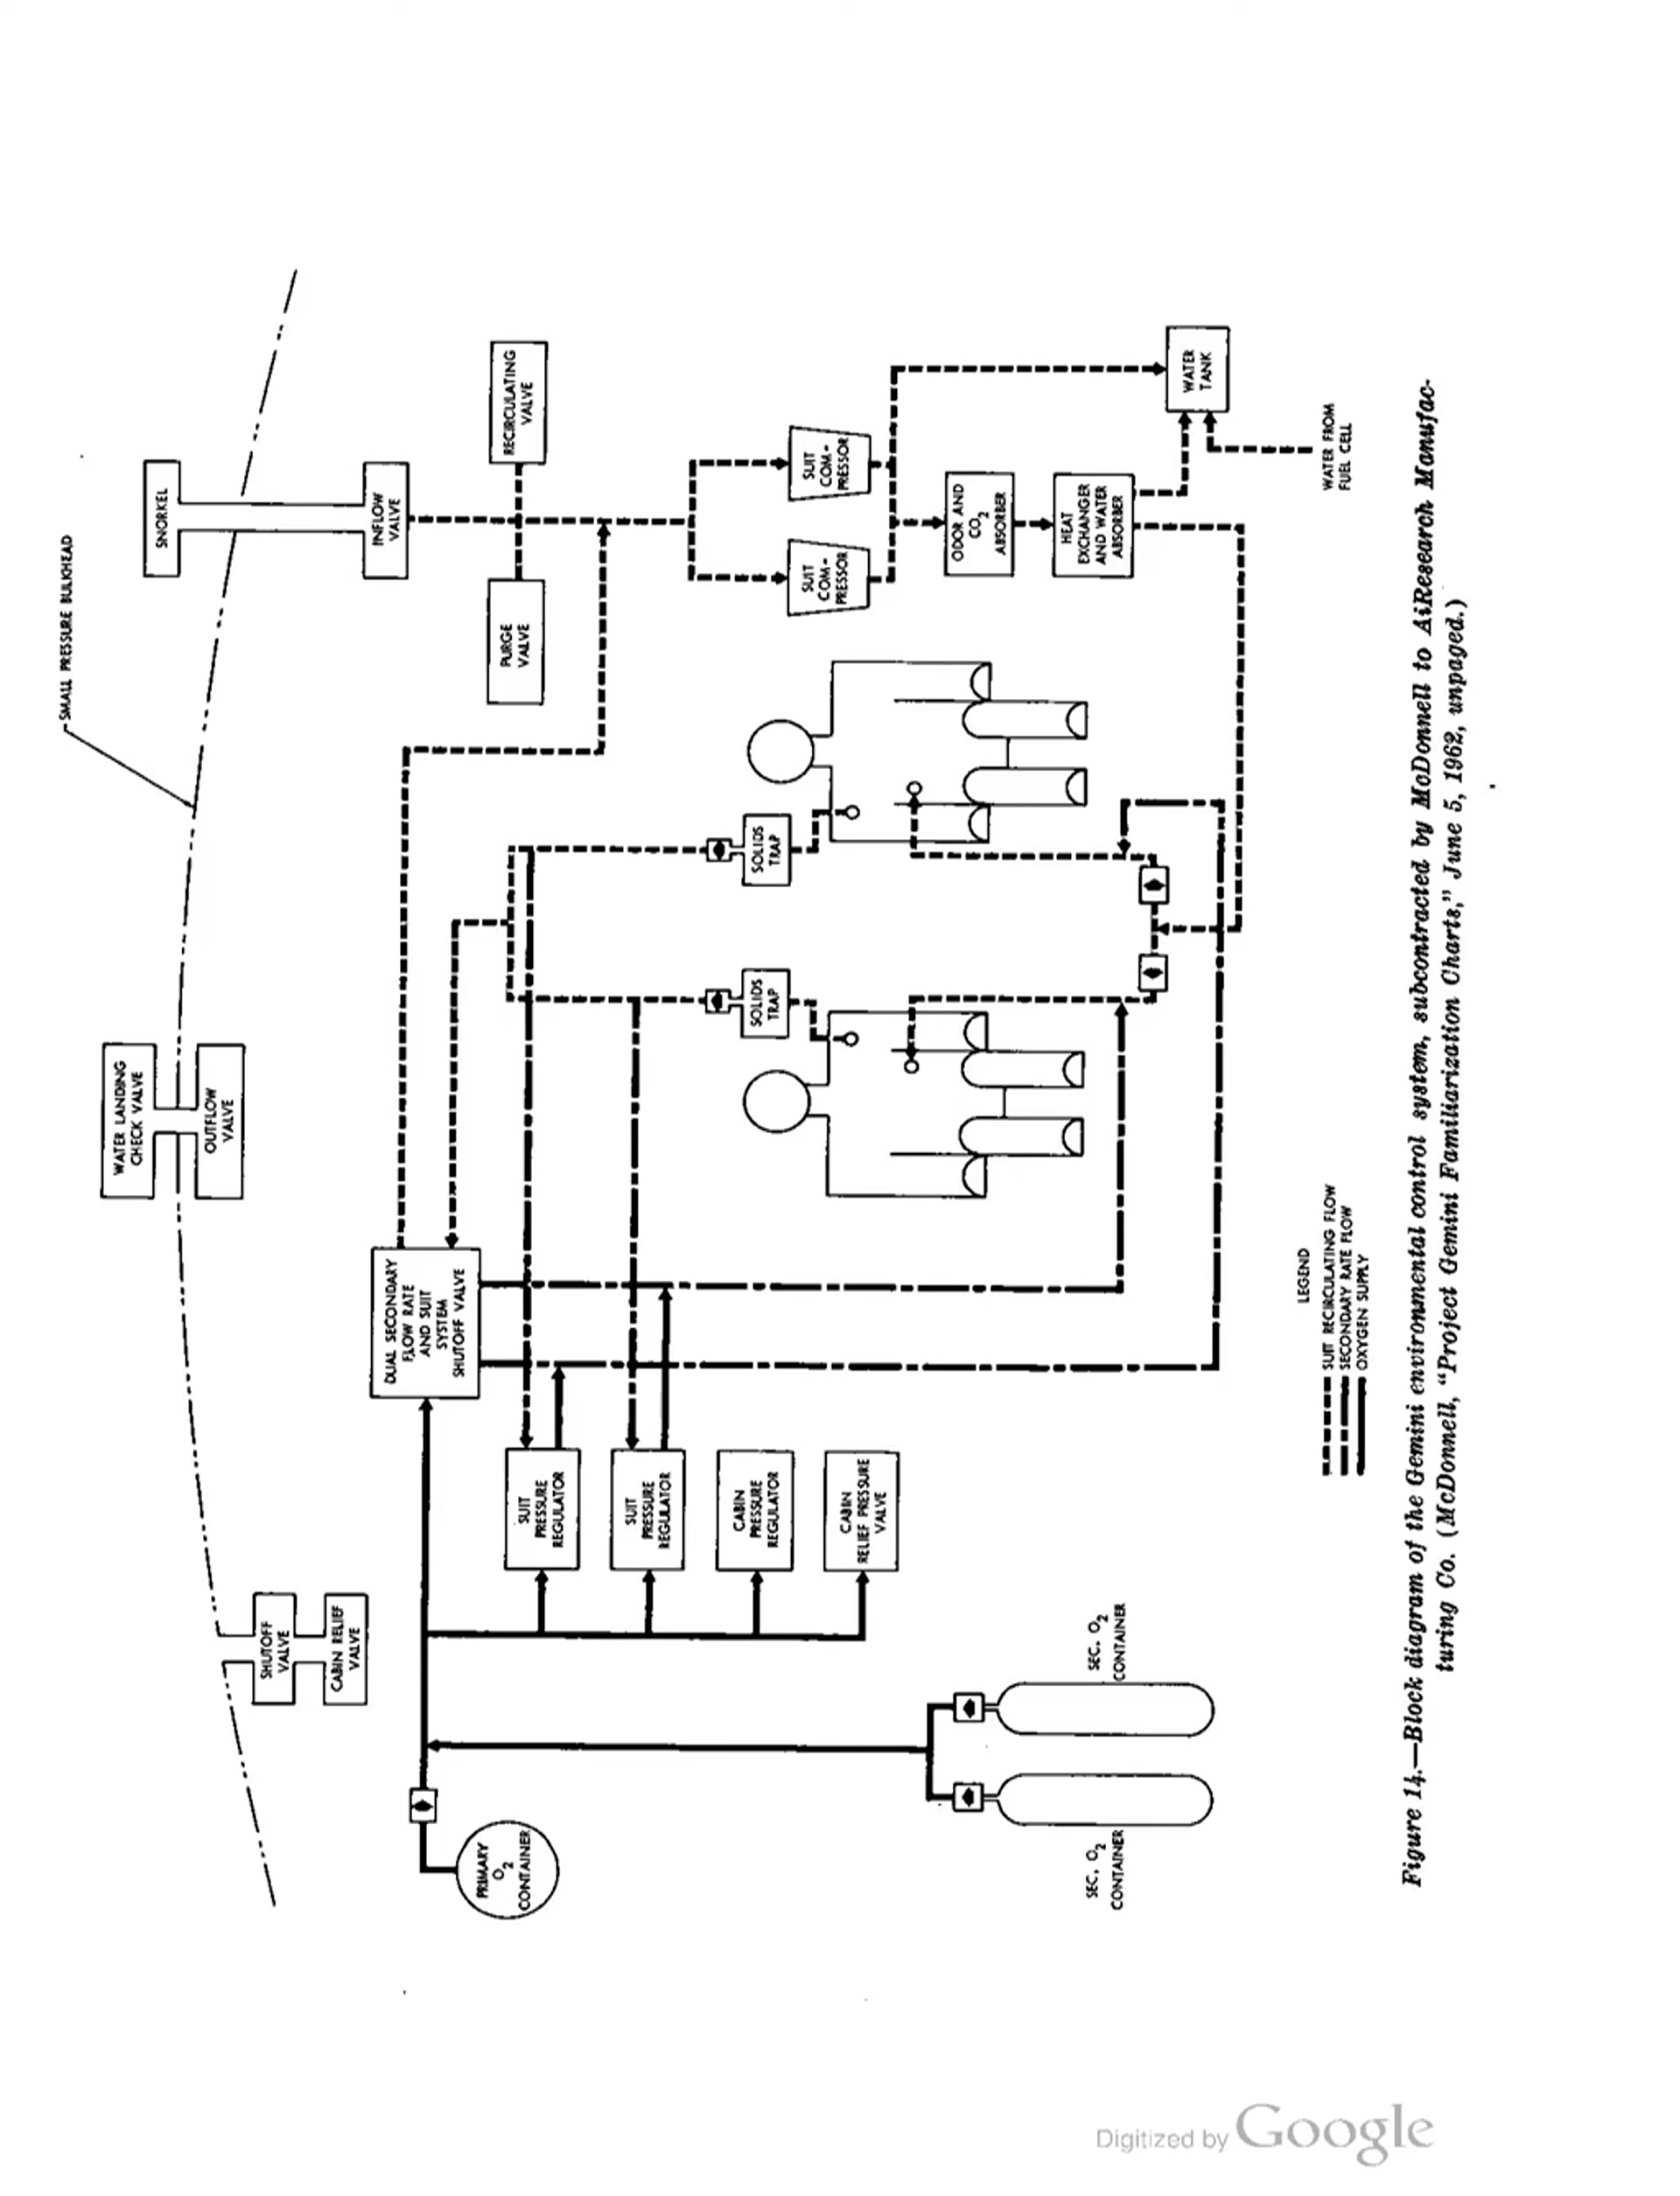 SMALL PRESSURE BULKHEAD
SHUTOFF
VALVE
CABIN RELIEF
VALVE
WATER LANDING
CHECK VALVE
OUTFLOW
VALVE
SNORKEL
INFLOW
VALVE
PRIMARY
O2
CONTAINER
DUAL SECONDARY
FLOW RATE
AND SUIT
SYSTEM
SHUTOFF VALVE
PURGE
VALVE
RECIRCULATING
VALVE
SUIT
PRESSURE
REGULATOR
SUIT
PRESSURE
REGULATOR
CABIN
PRESSURE
REGULATOR
CABIN
RELIEF PRESSURE
VALVE
SOLIDS
TRAP
SOLIDS
TRAP
SUIT
COM-
PRESSOR
SUIT
COM-
PRESSOR
ODOR AND
CO2
ABSORBER
HEAT
EXCHANGER
AND WATER
ABSORBER
WATER
TANK
SEC. O2
CONTAINER
SEC. O2
CONTAINER
WATER FROM
FUEL CELL
LEGEND
SUIT RECIRCULATING FLOW
SECONDARY RATE FLOW
OXYGEN SUPPLY
Figure 14.—Block diagram of the Gemini environmental control system, subcontracted by McDonnell to AiResearch Manufac-
turing Co. (McDonnell, "Project Gemini Familiarization Charts," June 5, 1962, unpaged.)
Digitized by Google